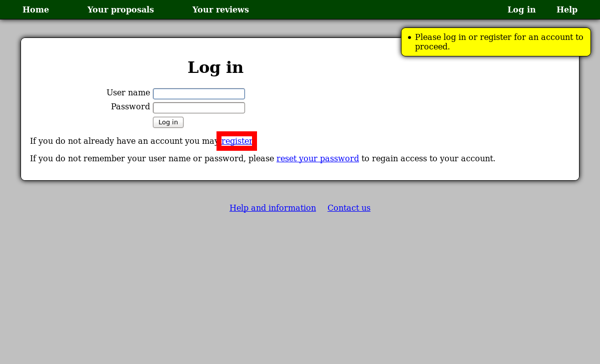 Home Your proposals Your reviews Log in Help
Please log in or register for an account to
proceed.
Log in
User name
Password
Log in
If you do not already have an account you may register.
If you do not remember your user name or password, please reset your password to regain access to your account.
Help and information Contact us